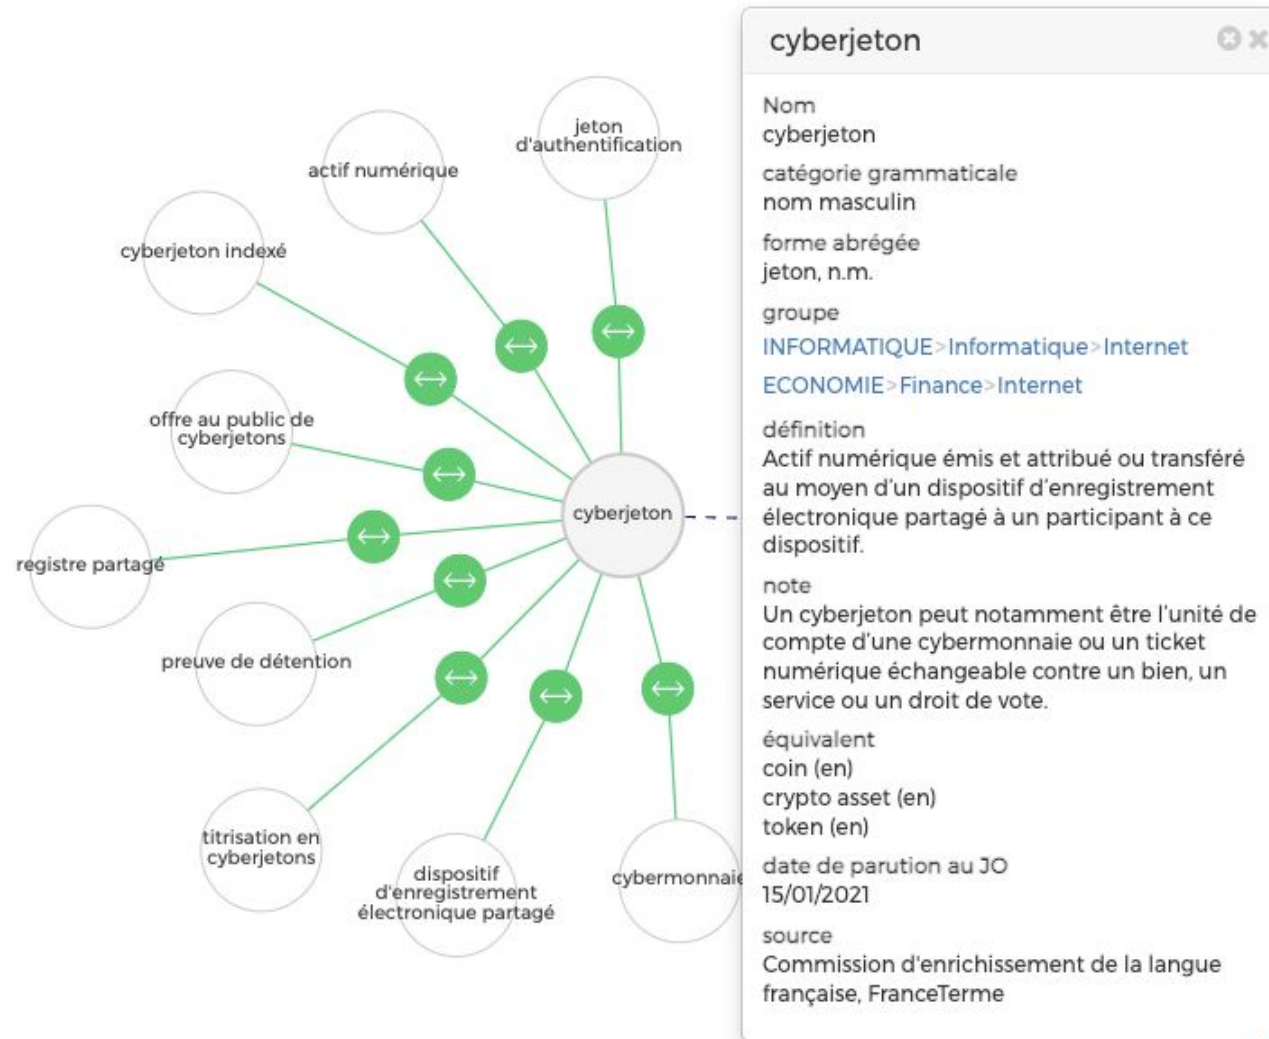 jeton
d'authentification
actif numérique
cyberjeton indexé
offre au public de
cyberjetons
registre partagé
preuve de détention
titrisation en
cyberjetons
dispositif
d'enregistrement
électronique partagé
cybermonnaie
cyberjeton
cyberjeton
Nom
cyberjeton
catégorie grammaticale
nom masculin
forme abrégée
jeton, n.m.
groupe
INFORMATIQUE>Informatique>Internet
ECONOMIE>Finance>Internet
définition
Actif numérique émis et attribué ou transféré
au moyen d’un dispositif d’enregistrement
électronique partagé à un participant à ce
dispositif.
note
Un cyberjeton peut notamment être l’unité de
compte d’une cybermonnaie ou un ticket
numérique échangeable contre un bien, un
service ou un droit de vote.
équivalent
coin (en)
crypto asset (en)
token (en)
date de parution au JO
15/01/2021
source
Commission d'enrichissement de la langue
française, FranceTerme